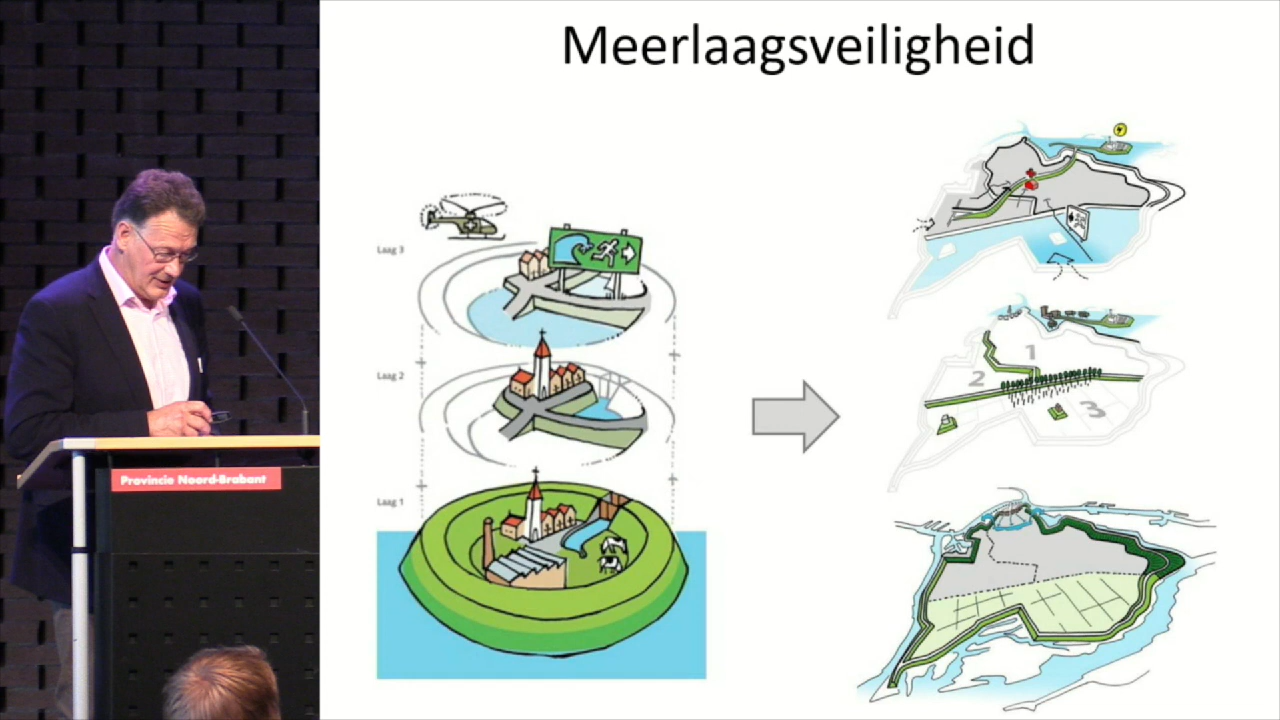 Meerlaagsveiligheid
Laag 3
Laag 2
Laag 1
1
2
3
Provincie Noord-Brabant